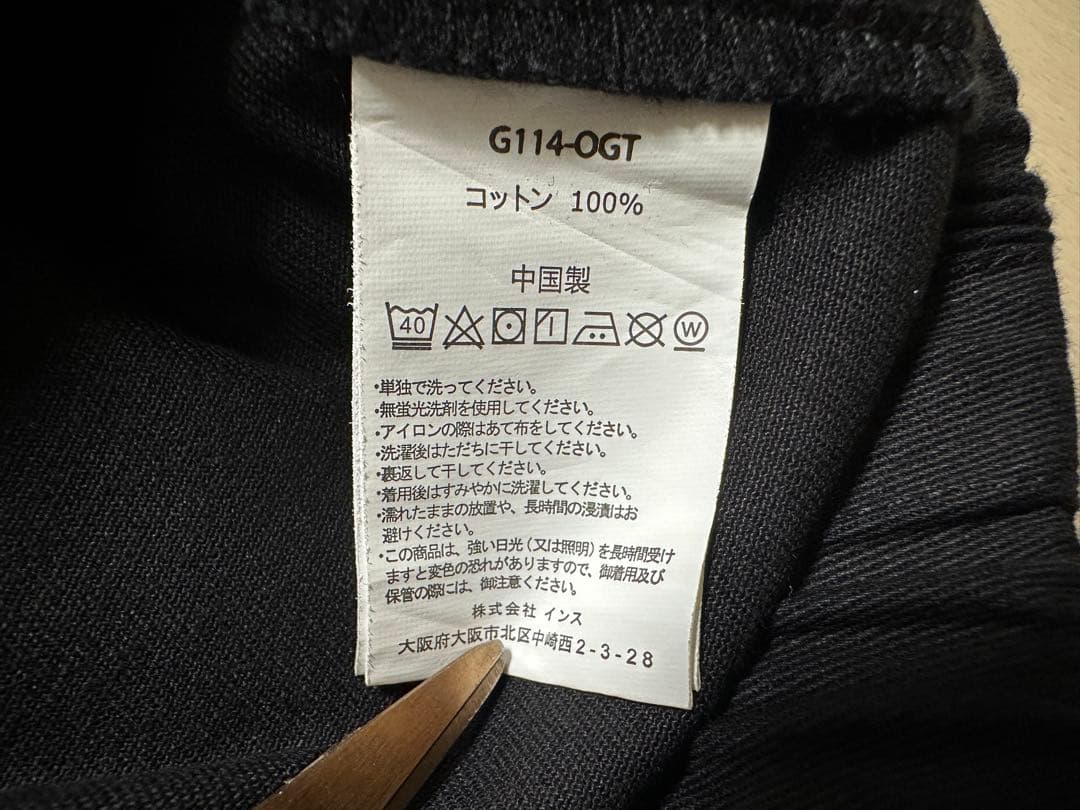 G114-OGT
コットン 100%
中国製
40 W
・単独で洗ってください。
・無蛍光洗剤を使用してください。
・アイロンの際はあて布をしてください。
・洗濯後はただちに干してください。
・裏返して干してください。
・着用後はすみやかに洗濯してください。
・濡れたままの放置や、長時間の浸漬はお
避けください。
・この商品は、強い日光(又は照明)を長時間受け
ますと変色の恐れがありますので、御着用及び
保管の際には、御注意ください。
株式会社 インス
大阪府大阪市北区中崎西2-3-28